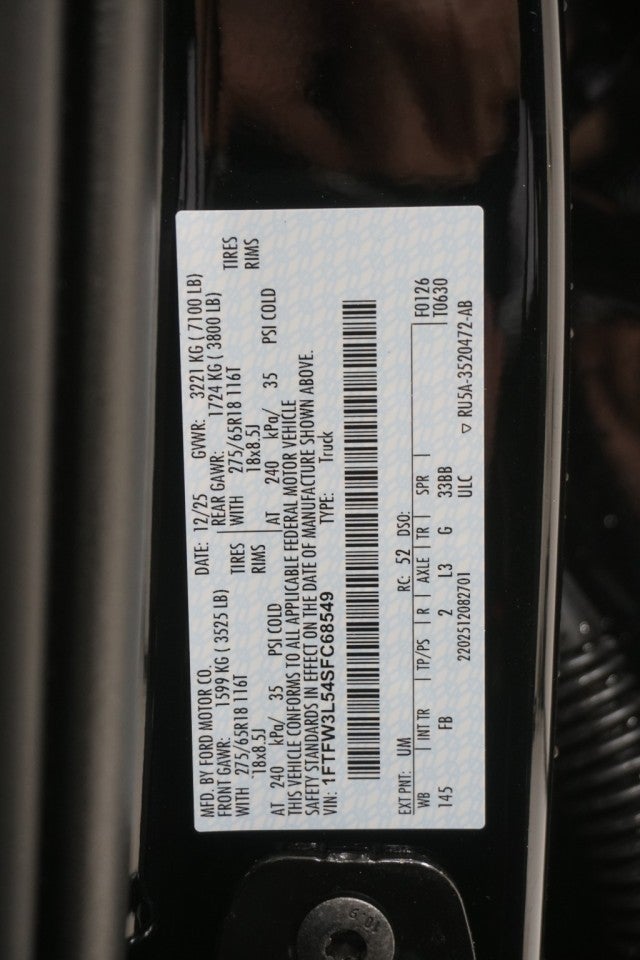 MFD. BY FORD MOTOR CO. DATE: 12/25 GVWR: 3221 KG ( 7100 LB)
FRONT GAWR: 1599 KG ( 3525 LB) REAR GAWR: 1724 KG ( 3800 LB)
WITH 275/65R18 116T TIRES WITH 275/65R18 116T TIRES
18x8.5J RIMS 18x8.5J RIMS
AT 240 kPa/ 35 PSI COLD AT 240 kPa/ 35 PSI COLD
THIS VEHICLE CONFORMS TO ALL APPLICABLE FEDERAL MOTOR VEHICLE
SAFETY STANDARDS IN EFFECT ON THE DATE OF MANUFACTURE SHOWN ABOVE.
VIN: 1FTFW3L54SFC68549 TYPE: Truck
EXT PNT: UM RC: 52 DSO: F0126
WB INT TR TP/PS R AXLE TR SPR T0630
145 FB 2 L3 G 33BB
2202512082701 ULC ▽ RU5A-3520472-AB
10.9